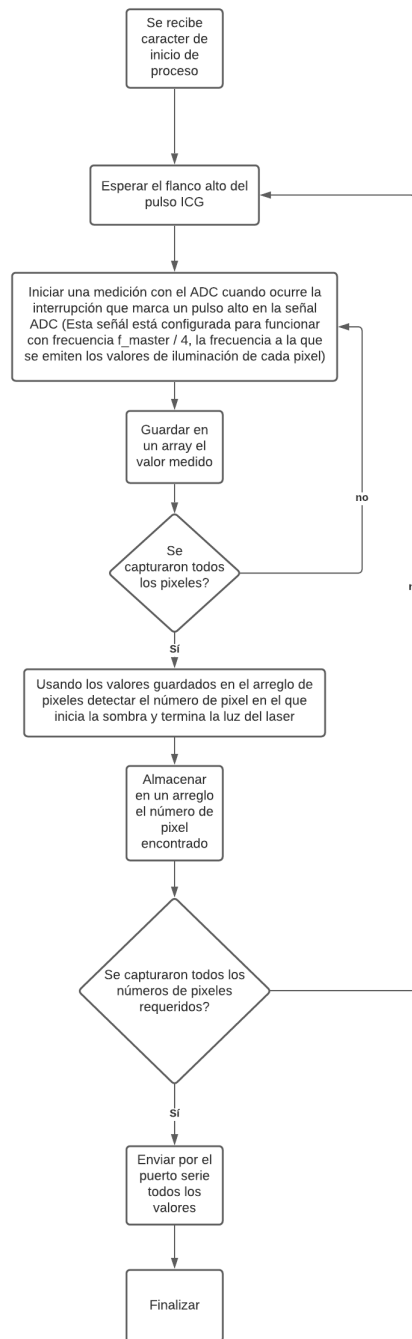 Se recibe
caracter de
inicio de
proceso
Esperar el flanco alto del
pulso ICG
Iniciar una medición con el ADC cuando ocurre la
interrupción que marca un pulso alto en la señal
ADC (Esta señál está configurada para funcionar
con frecuencia f_master / 4, la frecuencia a la que
se emiten los valores de iluminación de cada pixel)
Guardar en
un array el
valor medido
no
Se
capturaron todos
los pixeles?
Sí
Usando los valores guardados en el arreglo de
pixeles detectar el número de pixel en el que
inicia la sombra y termina la luz del laser
Almacenar
en un arreglo
el número de
pixel
encontrado
Se capturaron todos los
números de pixeles
requeridos?
Sí
Enviar por el
puerto serie
todos los
valores
Finalizar